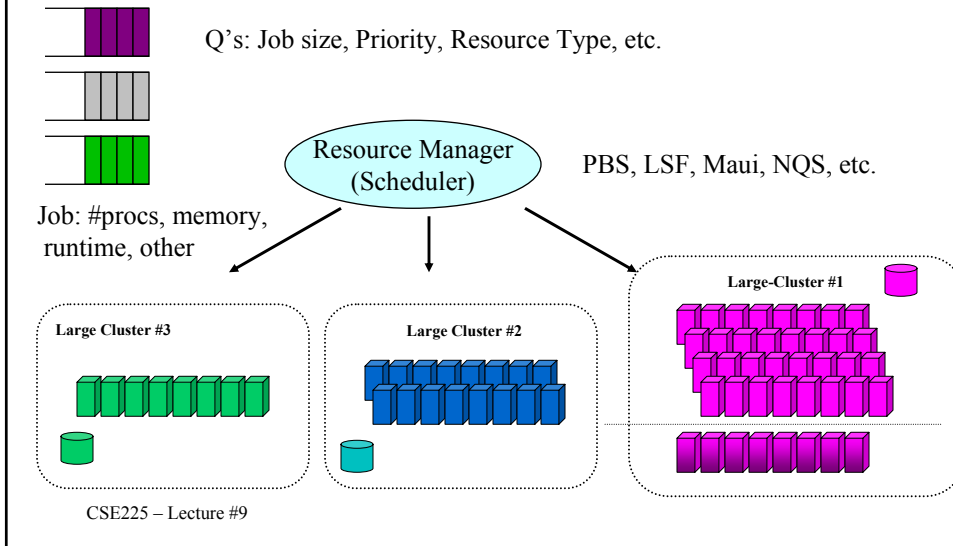 Q’s: Job size, Priority, Resource Type, etc.
Resource Manager
(Scheduler)
PBS, LSF, Maui, NQS, etc.
Job: #procs, memory,
runtime, other
Large Cluster #3
Large Cluster #2
Large-Cluster #1
CSE225 – Lecture #9